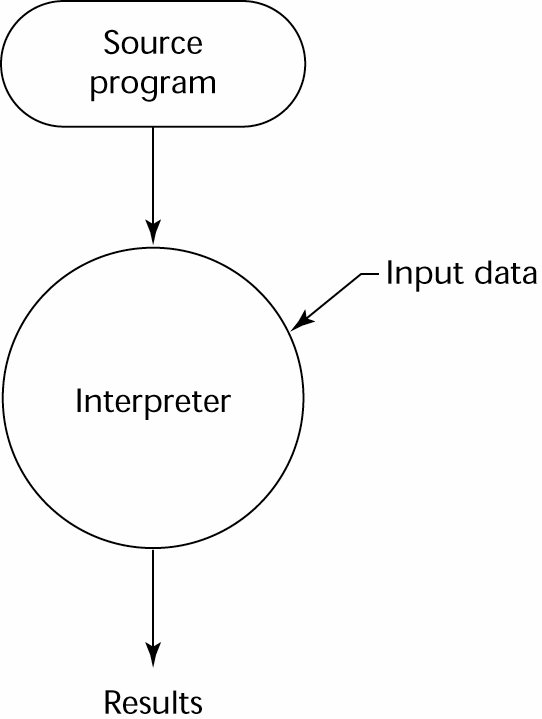 Source
program
Input data
Interpreter
Results